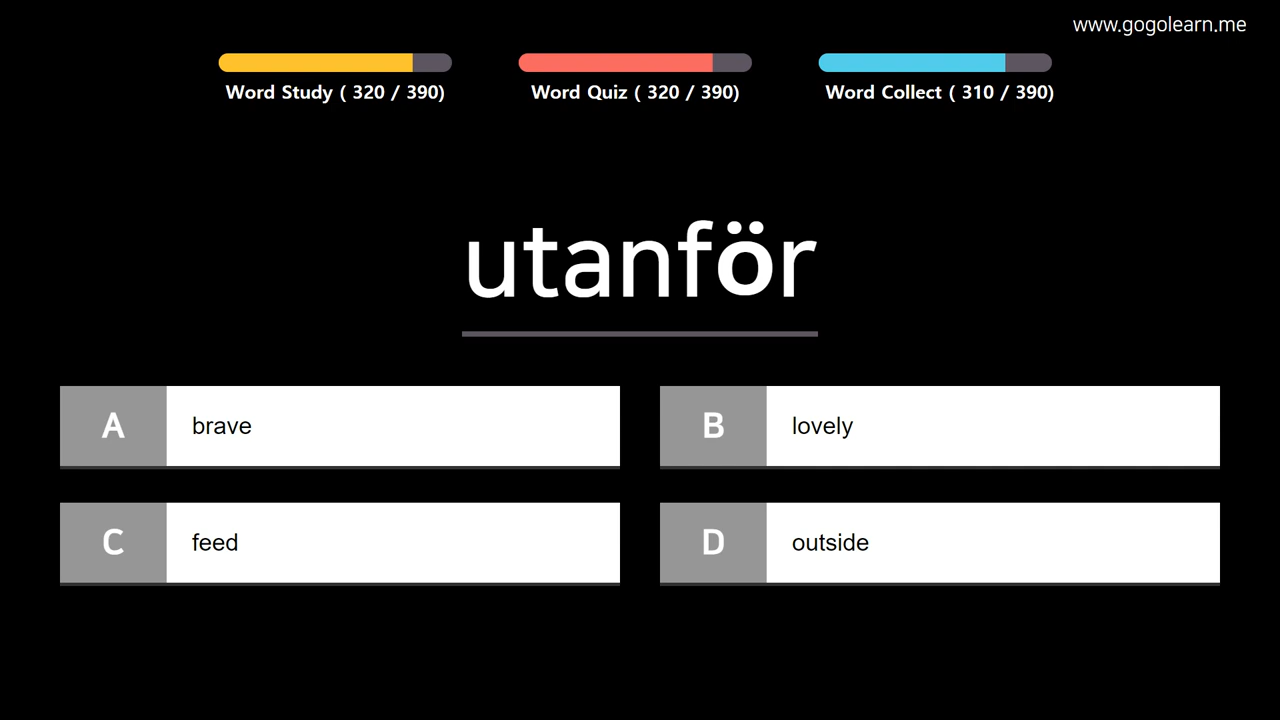 www.gogolearn.me
Word Study ( 320 / 390)
Word Quiz ( 320 / 390)
Word Collect ( 310 / 390)
utanför
A brave
B lovely
C feed
D outside